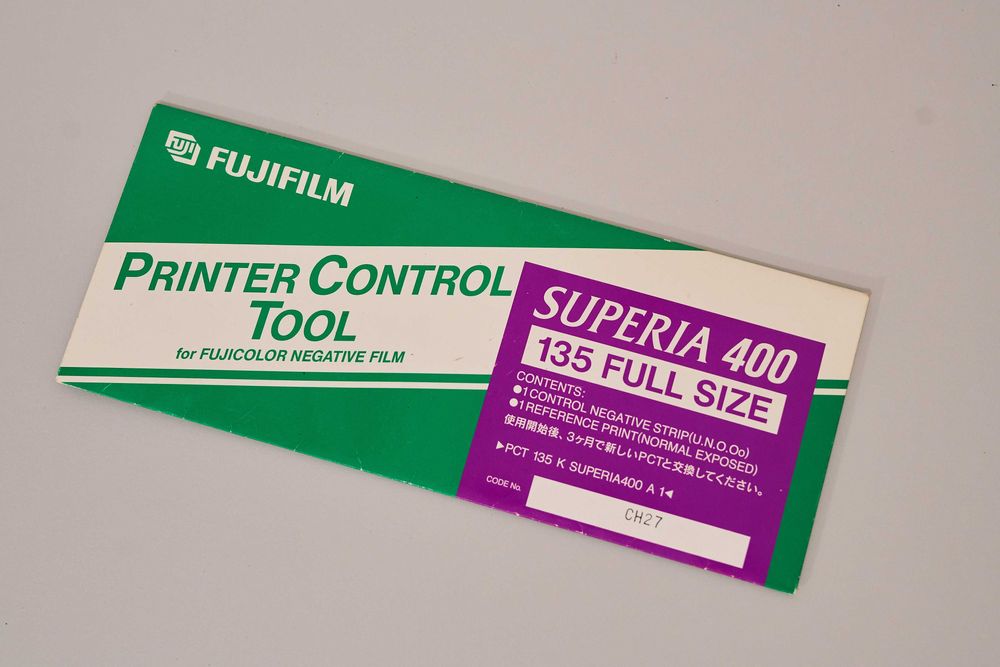 FUJI FUJIFILM
PRINTER CONTROL
TOOL
for FUJICOLOR NEGATIVE FILM
SUPERIA 400
135 FULL SIZE
CONTENTS:
●1 CONTROL NEGATIVE STRIP(U.N.O.Oo)
●1 REFERENCE PRINT(NORMAL EXPOSED)
使用開始後、3ヶ月で新しいPCTと交換してください。
▶PCT 135 K SUPERIA400 A 1◀
CODE No.
CH27